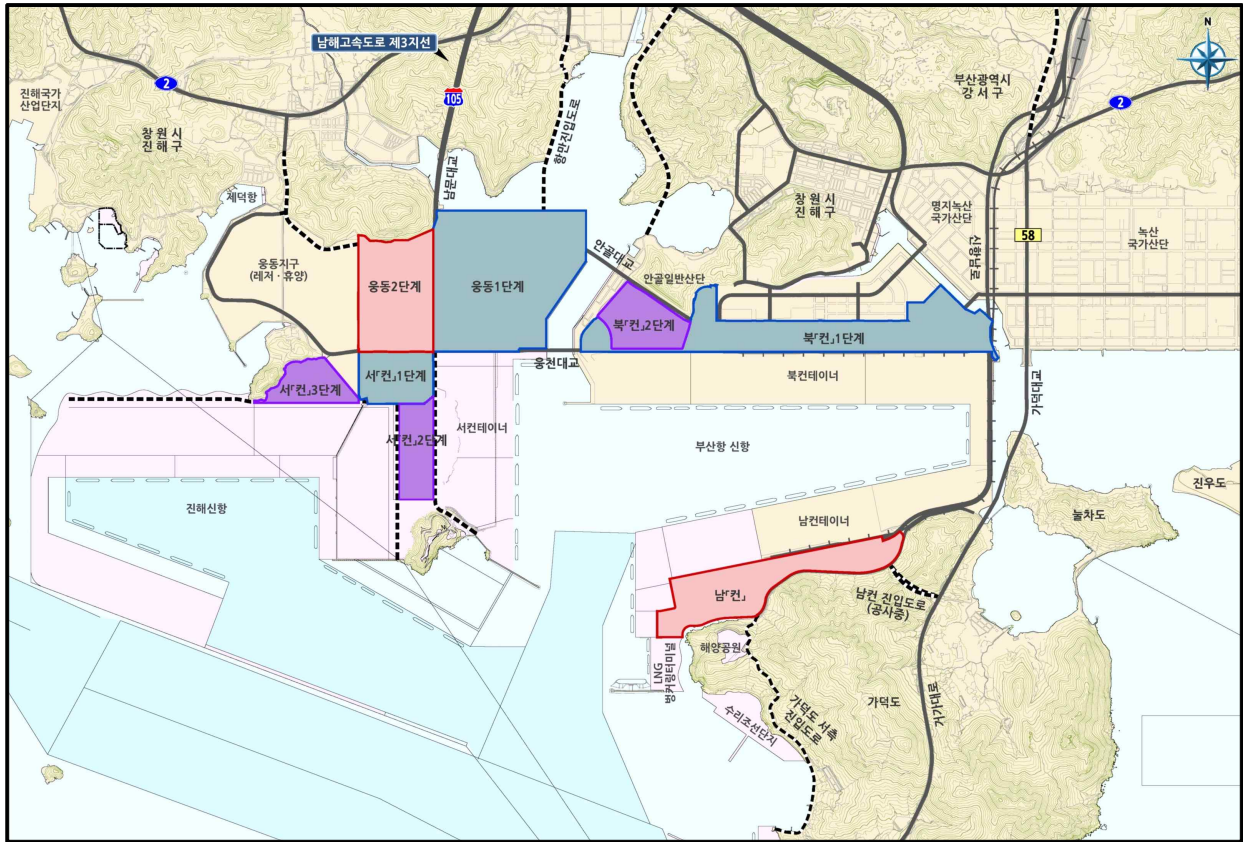 남해고속도로 제3지선
N
2
105
진해국가
산업단지
창 원 시
진 해 구
항만진입도로
부산광역시
강 서 구
2
남문대교
제덕항
창 원 시
진 해 구
명지녹산
국가산단
58
녹산
국가산단
신항남로
웅동지구
(레저·휴양)
웅동2단계
웅동1단계
안골대교
안골일반산단
북「컨」2단계
북「컨」1단계
웅천대교
서「컨」1단계
서「컨」3단계
북컨테이너
가덕대교
서「컨」2단계
서컨테이너
부산항 신항
진우도
진해신항
눌차도
남컨테이너
남「컨」
남컨 진입도로
(공사중)
해양공원
LNG
벙커링터미널
가덕도
거가대로
가덕도 서측
진입도로
수리조선단지